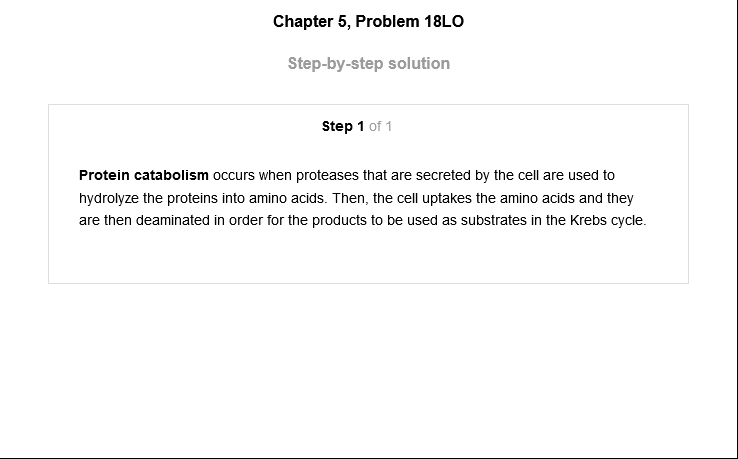 Chapter 5, Problem 18LO
Step-by-step solution
Step 1 of 1
Protein catabolism occurs when proteases that are secreted by the cell are used to
hydrolyze the proteins into amino acids. Then, the cell uptakes the amino acids and they
are then deaminated in order for the products to be used as substrates in the Krebs cycle.